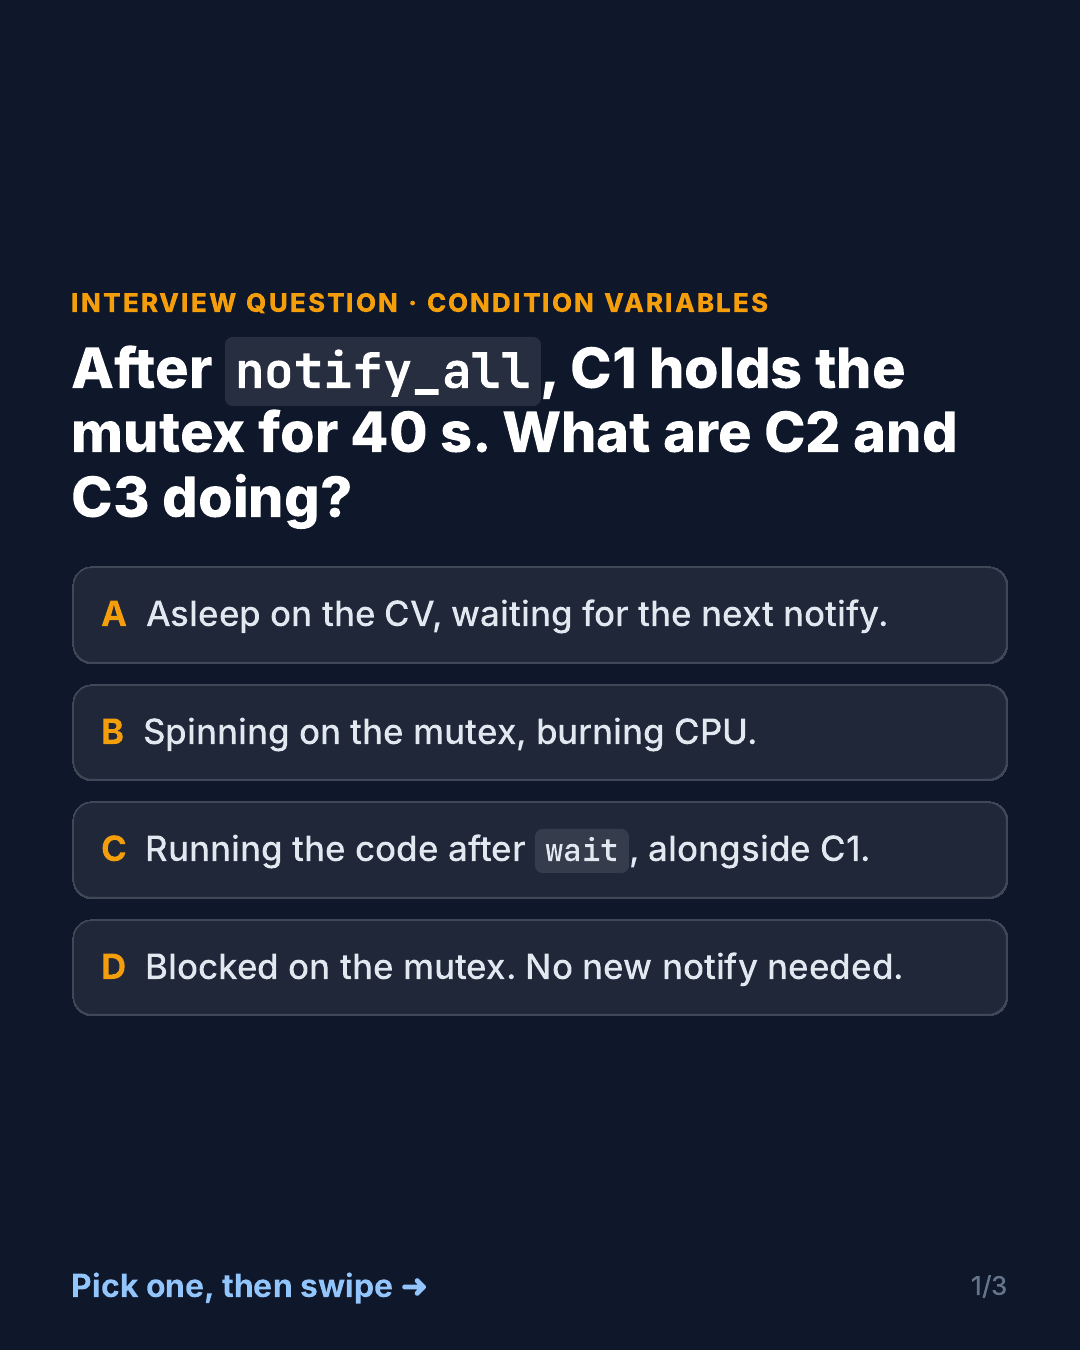 INTERVIEW QUESTION · CONDITION VARIABLES
After notify_all, C1 holds the
mutex for 40 s. What are C2 and
C3 doing?
A Asleep on the CV, waiting for the next notify.
B Spinning on the mutex, burning CPU.
C Running the code after wait, alongside C1.
D Blocked on the mutex. No new notify needed.
Pick one, then swipe ➜
1/3